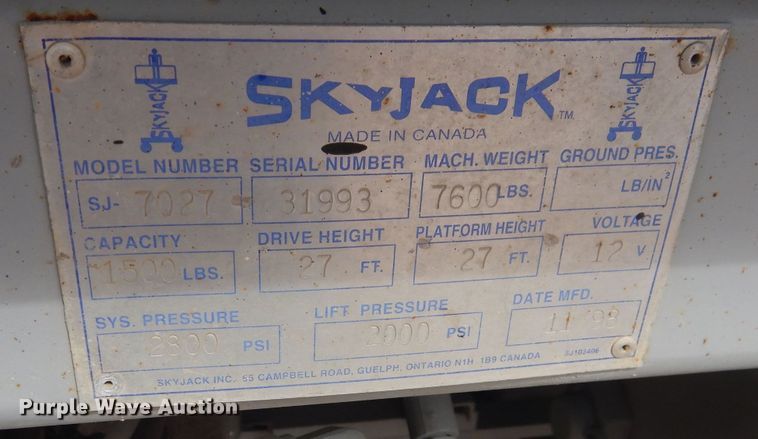 SKYJACK SKYJACK™ SKYJACK
MADE IN CANADA
MODEL NUMBER SERIAL NUMBER MACH. WEIGHT GROUND PRES.
SJ- 7027 31993 7600 LBS. LB/IN²
CAPACITY DRIVE HEIGHT PLATFORM HEIGHT VOLTAGE
1500 LBS. 27 FT. 27 FT. 12 V
SYS. PRESSURE LIFT PRESSURE DATE MFD.
2800 PSI 2000 PSI 11 98
SKYJACK INC. 55 CAMPBELL ROAD, GUELPH, ONTARIO N1H 1B9 CANADA
Purple Wave Auction